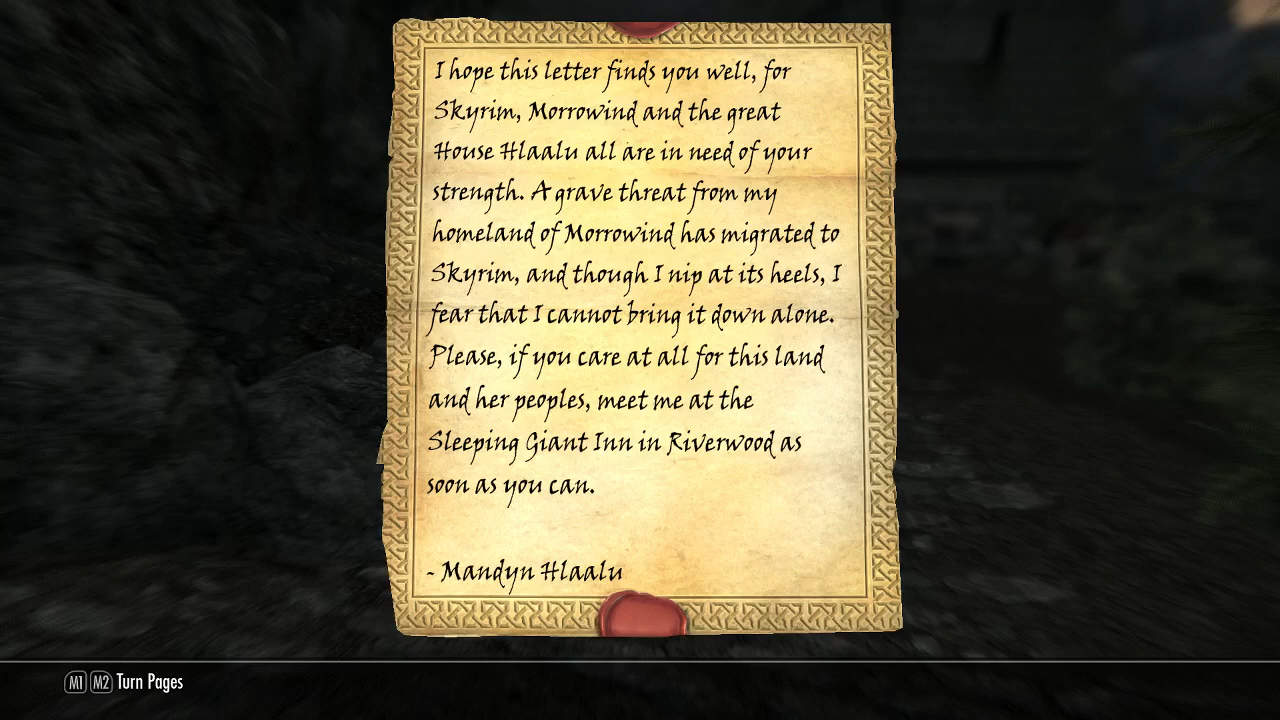 I hope this letter finds you well, for
Skyrim, Morrowind and the great
House Hlaalu all are in need of your
strength. A grave threat from my
homeland of Morrowind has migrated to
Skyrim, and though I nip at its heels, I
fear that I cannot bring it down alone.
Please, if you care at all for this land
and her peoples, meet me at the
Sleeping Giant Inn in Riverwood as
soon as you can.
- Mandyn Hlaalu
M1 M2 Turn Pages